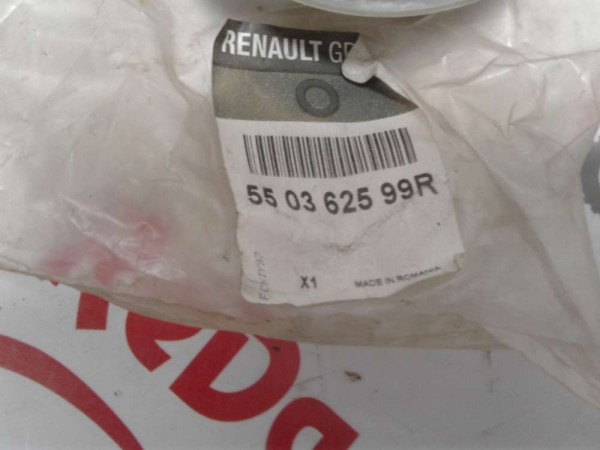 RENAULT
55 03 625 99R
X1
MADE IN ROMANIA